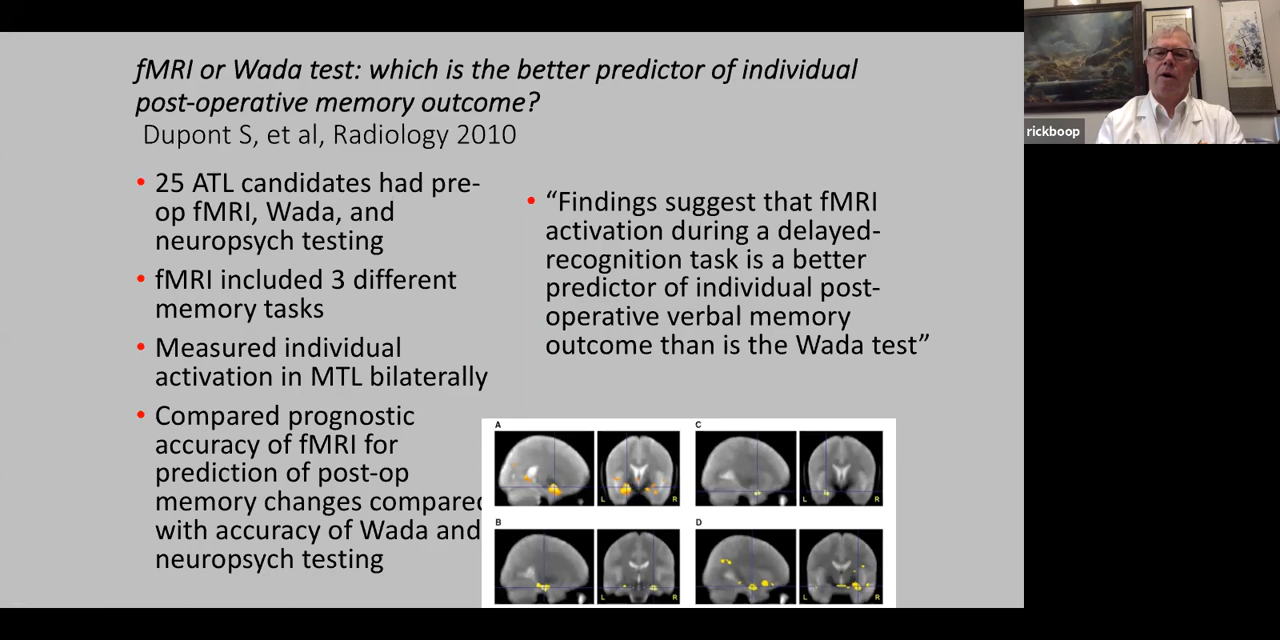 fMRI or Wada test: which is the better predictor of individual
post-operative memory outcome?
Dupont S, et al, Radiology 2010
• 25 ATL candidates had pre-
op fMRI, Wada, and
neuropsych testing
• fMRI included 3 different
memory tasks
• Measured individual
activation in MTL bilaterally
• Compared prognostic
accuracy of fMRI for
prediction of post-op
memory changes compared
with accuracy of Wada and
neuropsych testing
• “Findings suggest that fMRI
activation during a delayed-
recognition task is a better
predictor of individual post-
operative verbal memory
outcome than is the Wada test”
A
L R
C
L R
B
L R
D
L R
rickboop